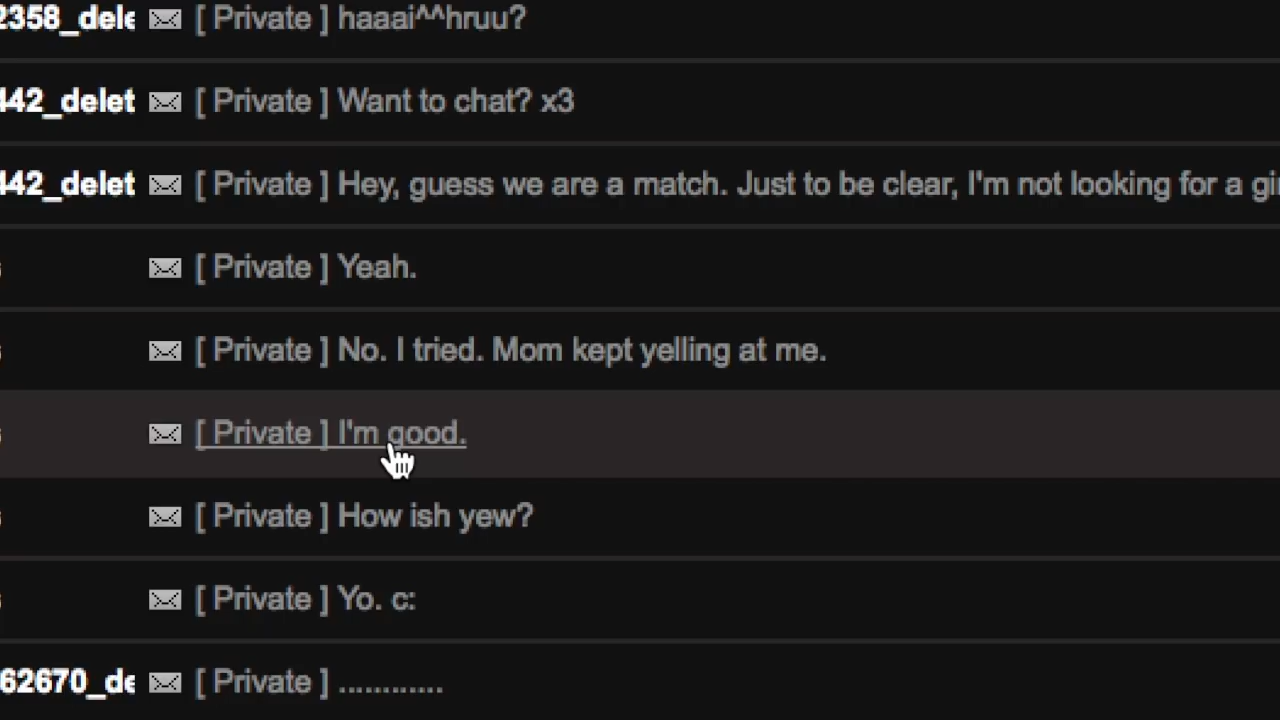 2358_dele [ Private ] haaai^^hruu?
442_delet [ Private ] Want to chat? x3
442_delet [ Private ] Hey, guess we are a match. Just to be clear, I'm not looking for a
[ Private ] Yeah.
[ Private ] No. I tried. Mom kept yelling at me.
[ Private ] I'm good.
[ Private ] How ish yew?
[ Private ] Yo. c:
62670_de [ Private ] ............